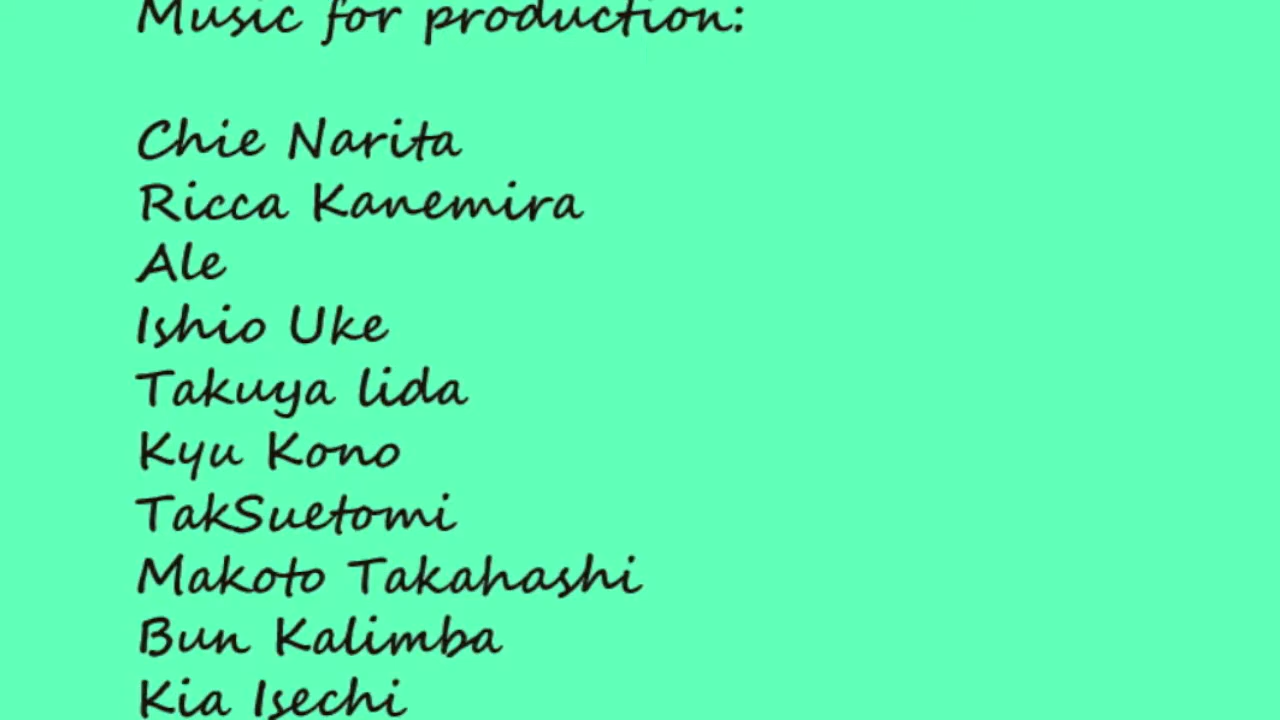 Music for production:
Chie Narita
Ricca Kanemira
Ale
Ishio Uke
Takuya lida
Kyu Kono
TakSuetomi
Makoto Takahashi
Bun Kalimba
Kia Isechi